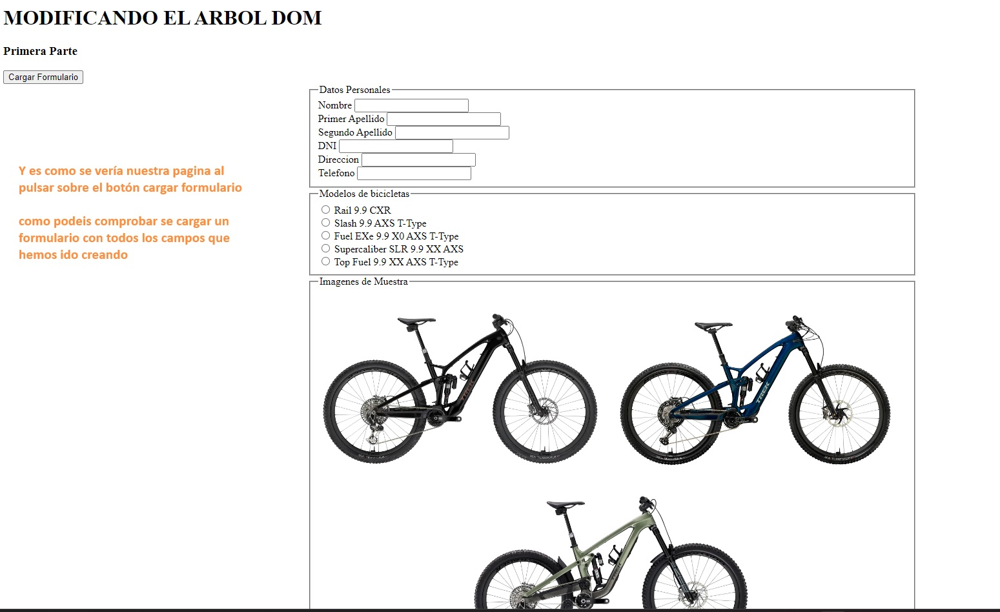 MODIFICANDO EL ARBOL DOM
Primera Parte
Cargar Formulario
Y es como se vería nuestra pagina al
pulsar sobre el botón cargar formulario
como podeis comprobar se cargar un
formulario con todos los campos que
hemos ido creando
Datos Personales
Nombre
Primer Apellido
Segundo Apellido
DNI
Direccion
Telefono
Modelos de bicicletas
Rail 9.9 CXR
Slash 9.9 AXS T-Type
Fuel EXe 9.9 X0 AXS T-Type
Supercaliber SLR 9.9 XX AXS
Top Fuel 9.9 XX AXS T-Type
Imagenes de Muestra
TREK
TREK
TREK